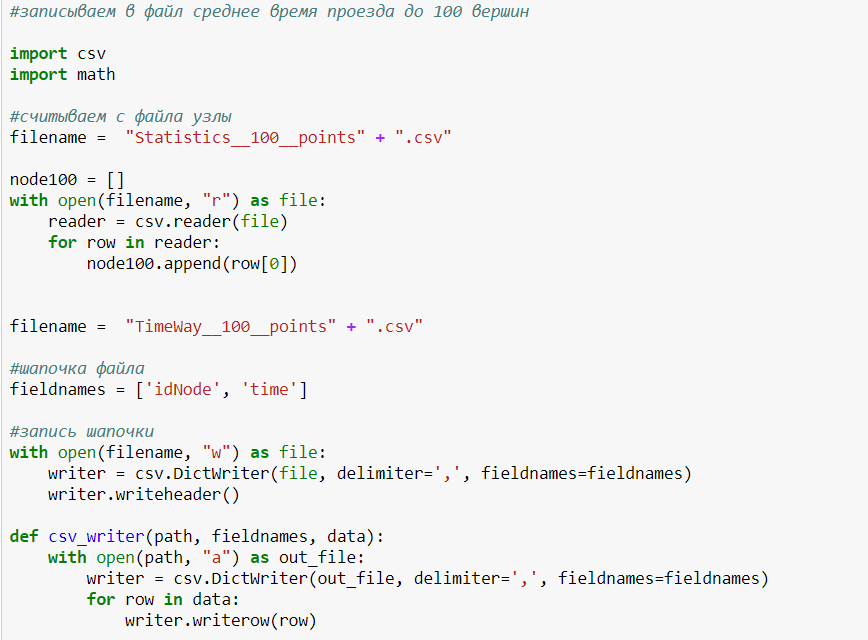 #записываем в файл среднее время проезда до 100 вершин
import csv
import math
#считываем с файла узлы
filename =  "Statistics__100__points" + ".csv"
node100 = []
with open(filename, "r") as file:
    reader = csv.reader(file)
    for row in reader:
        node100.append(row[0])
filename =  "TimeWay__100__points" + ".csv"
#шапочка файла
fieldnames = ['idNode', 'time']
#запись шапочки
with open(filename, "w") as file:
    writer = csv.DictWriter(file, delimiter=',', fieldnames=fieldnames)
    writer.writeheader()
def csv_writer(path, fieldnames, data):
    with open(path, "a") as out_file:
        writer = csv.DictWriter(out_file, delimiter=',', fieldnames=fieldnames)
        for row in data:
            writer.writerow(row)